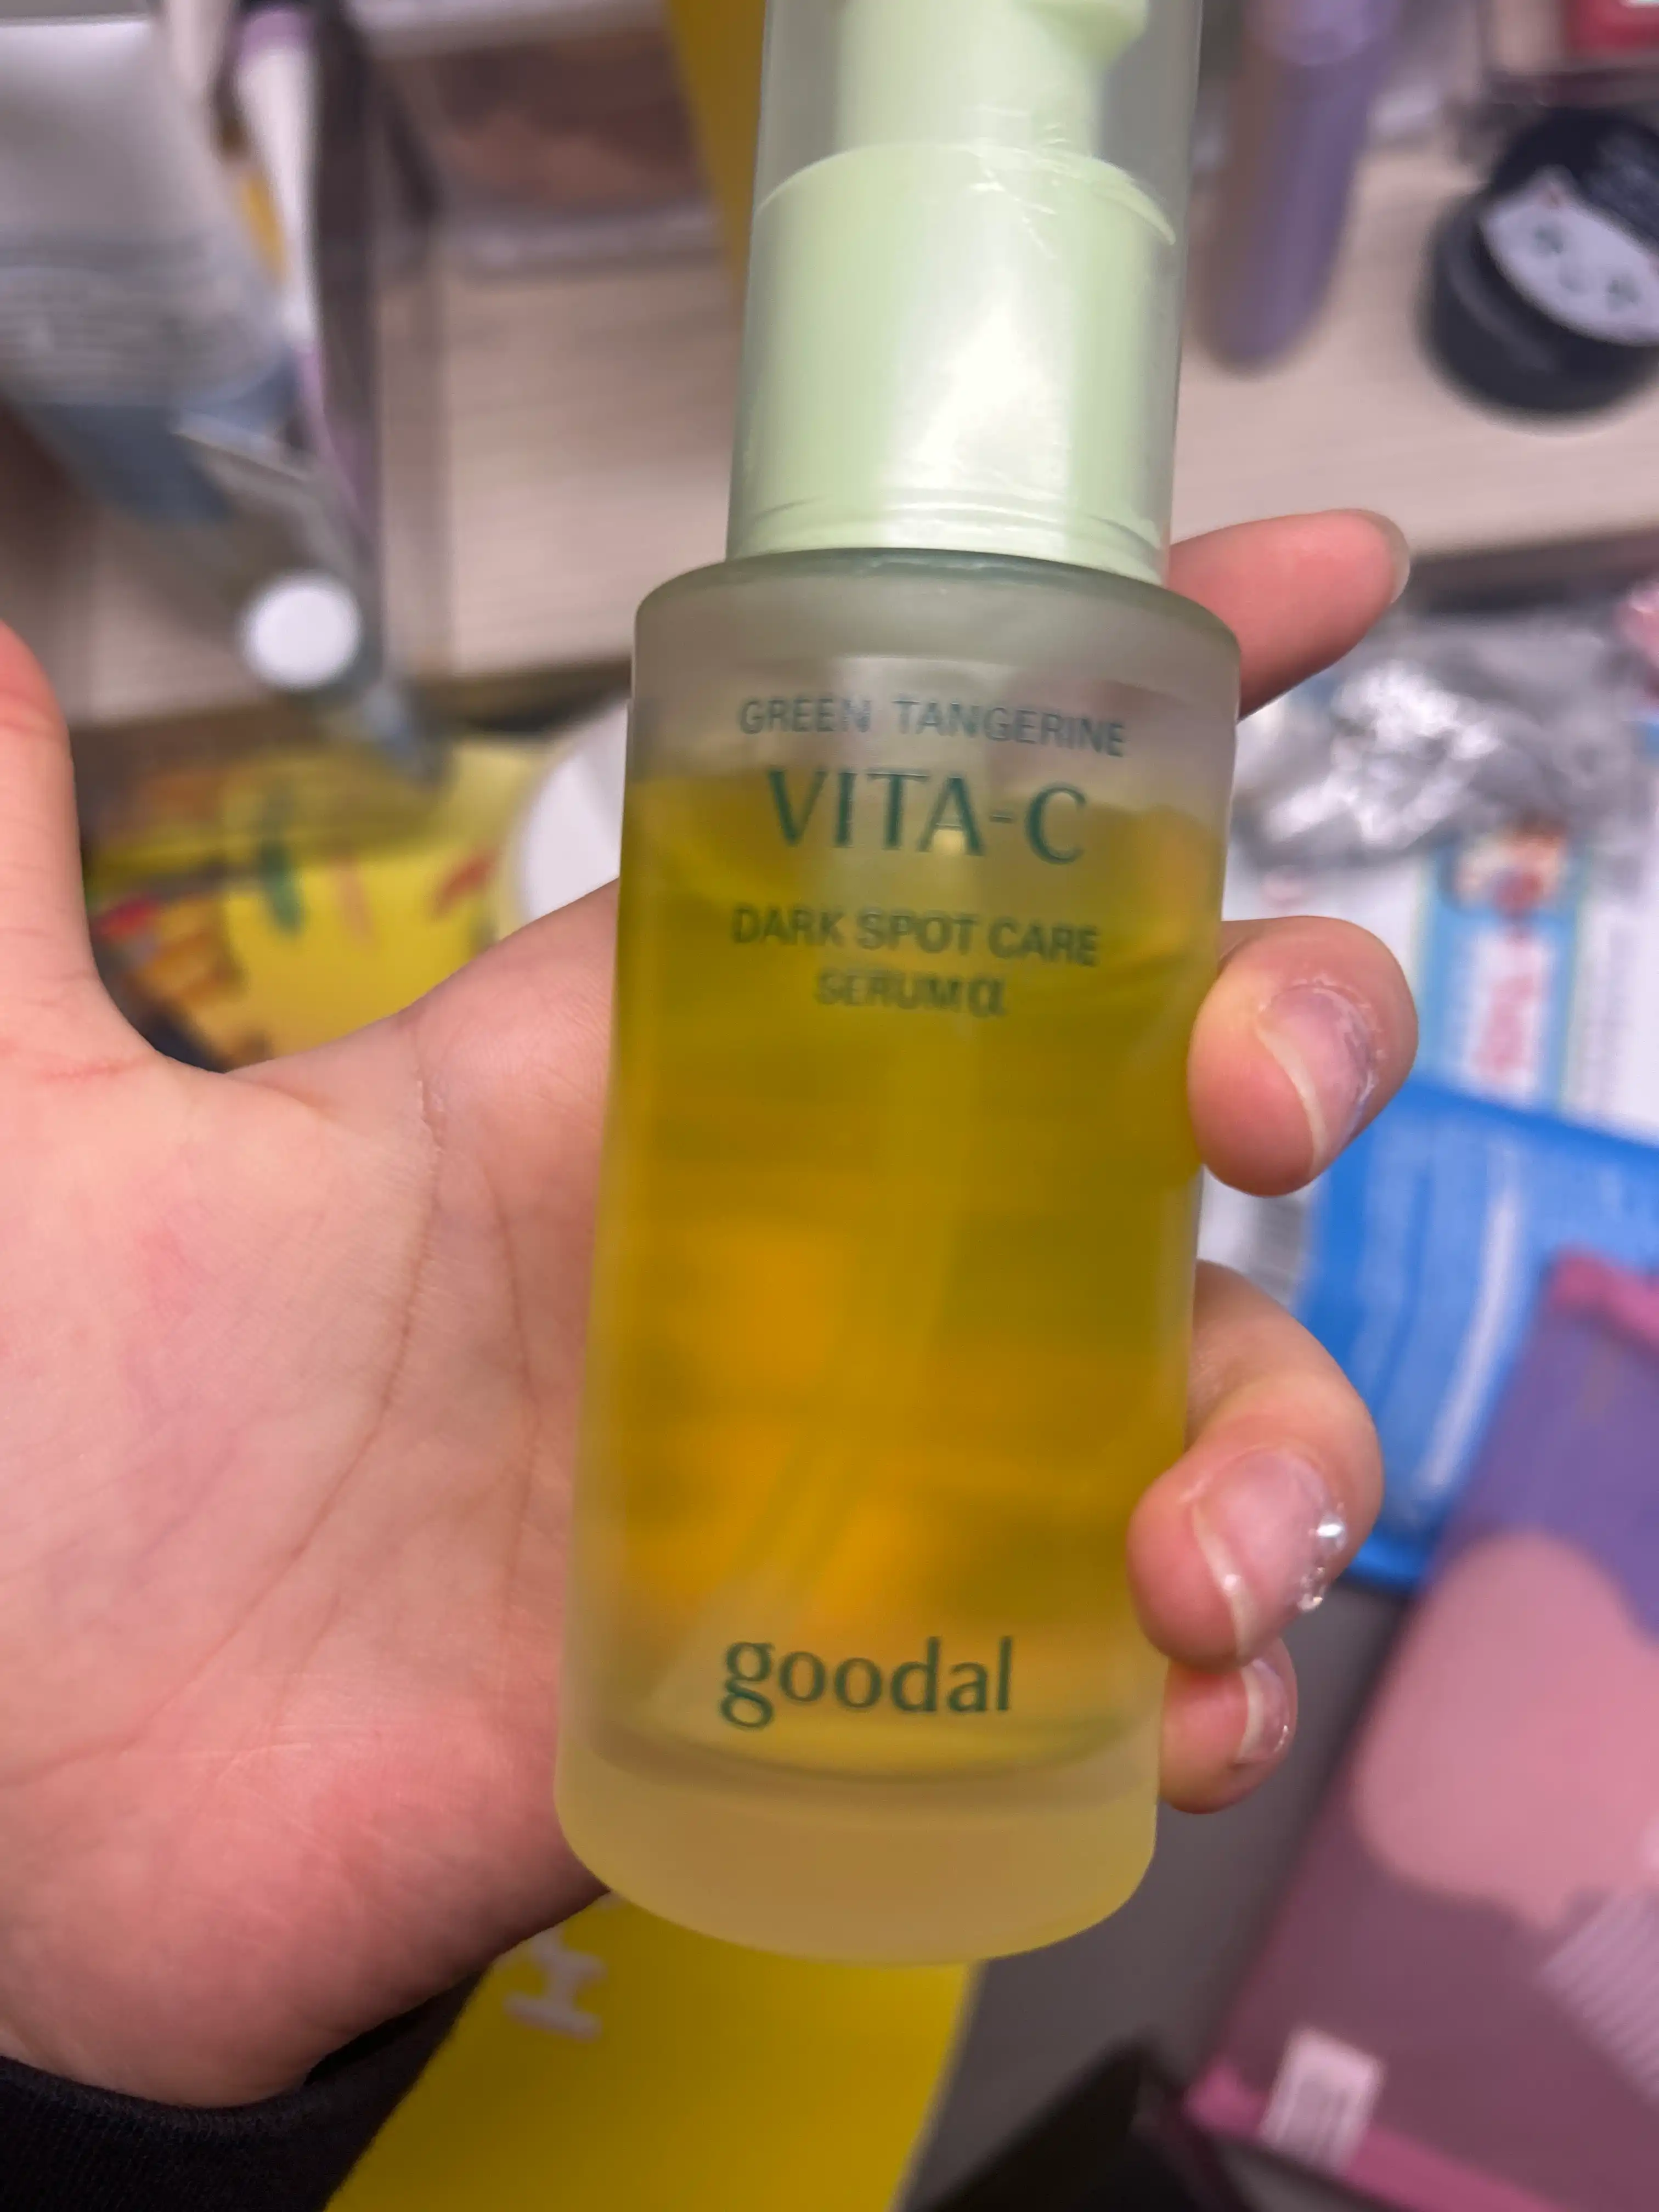 GREEN TANGERINE
VITA-C
DARK SPOT CARE
SERUM α
goodal